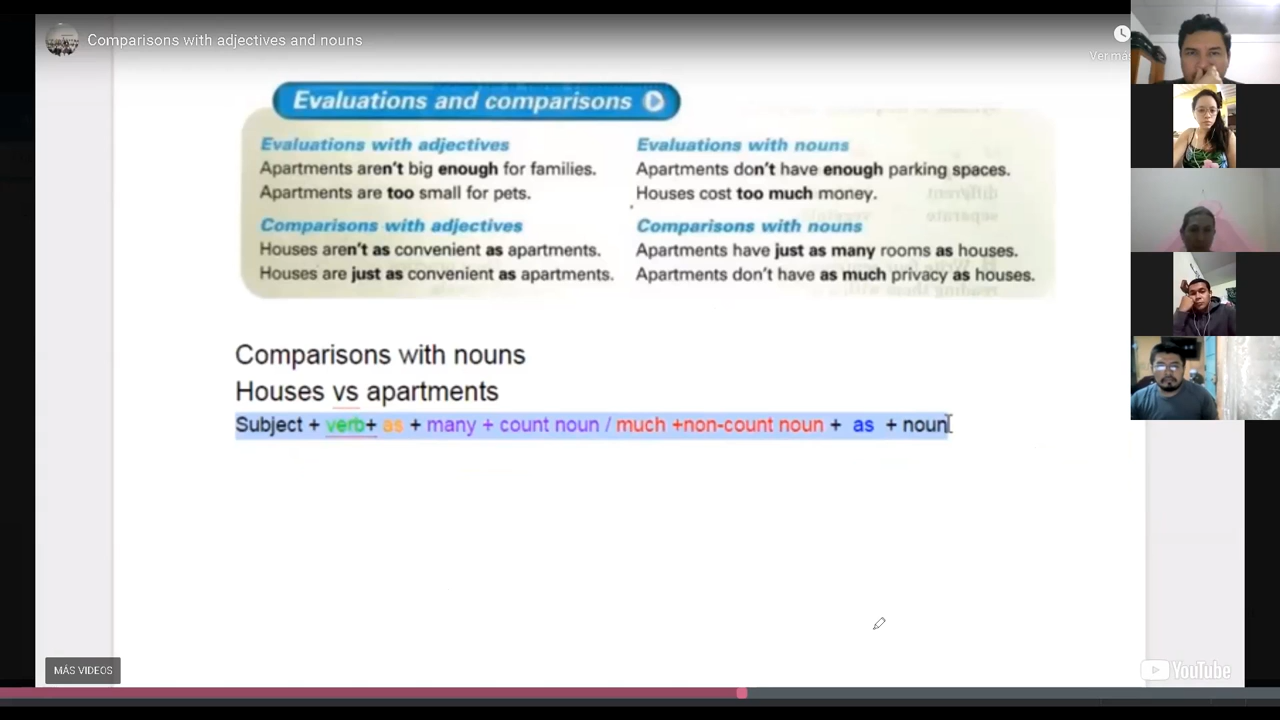 Comparisons with adjectives and nouns
Ver más
Evaluations and comparisons
Evaluations with adjectives
Apartments aren't big enough for families.
Apartments are too small for pets.
Comparisons with adjectives
Houses aren't as convenient as apartments.
Houses are just as convenient as apartments.
Evaluations with nouns
Apartments don't have enough parking spaces.
Houses cost too much money.
Comparisons with nouns
Apartments have just as many rooms as houses.
Apartments don't have as much privacy as houses.
different
separate
Comparisons with nouns
Houses vs apartments
Subject + verb+ as + many + count noun / much +non-count noun + as + noun
MÁS VIDEOS
YouTube